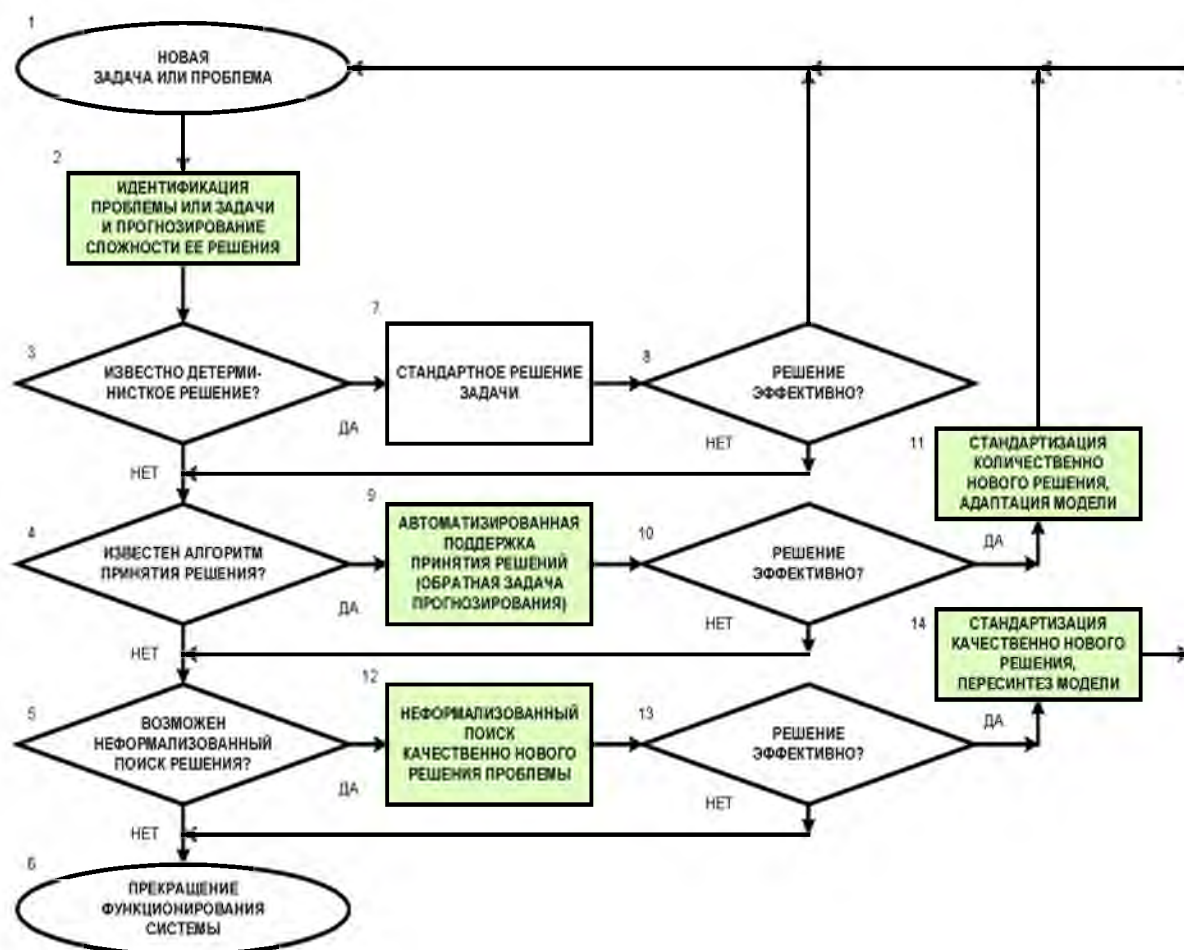 1
НОВАЯ
ЗАДАЧА ИЛИ ПРОБЛЕМА
2
ИДЕНТИФИКАЦИЯ
ПРОБЛЕМЫ ИЛИ ЗАДАЧИ
И ПРОГНОЗИРОВАНИЕ
СЛОЖНОСТИ ЕЕ РЕШЕНИЯ
3
ИЗВЕСТНО ДЕТЕРМИ-
НИСТКОЕ РЕШЕНИЕ?
ДА
НЕТ
7
СТАНДАРТНОЕ РЕШЕНИЕ
ЗАДАЧИ
8
РЕШЕНИЕ
ЭФФЕКТИВНО?
НЕТ
11
СТАНДАРТИЗАЦИЯ
КОЛИЧЕСТВЕННО
НОВОГО РЕШЕНИЯ,
АДАПТАЦИЯ МОДЕЛИ
4
ИЗВЕСТЕН АЛГОРИТМ
ПРИНЯТИЯ РЕШЕНИЯ?
ДА
НЕТ
9
АВТОМАТИЗИРОВАННАЯ
ПОДДЕРЖКА
ПРИНЯТИЯ РЕШЕНИЙ
(ОБРАТНАЯ ЗАДАЧА
ПРОГНОЗИРОВАНИЯ)
10
РЕШЕНИЕ
ЭФФЕКТИВНО?
ДА
НЕТ
14
СТАНДАРТИЗАЦИЯ
КАЧЕСТВЕННО НОВОГО
РЕШЕНИЯ,
ПЕРЕСИНТЕЗ МОДЕЛИ
5
ВОЗМОЖЕН
НЕФОРМАЛИЗОВАННЫЙ
ПОИСК РЕШЕНИЯ?
ДА
НЕТ
12
НЕФОРМАЛИЗОВАННЫЙ
ПОИСК
КАЧЕСТВЕННО НОВОГО
РЕШЕНИЯ ПРОБЛЕМЫ
13
РЕШЕНИЕ
ЭФФЕКТИВНО?
ДА
НЕТ
6
ПРЕКРАЩЕНИЕ
ФУНКЦИОНИРОВАНИЯ
СИСТЕМЫ